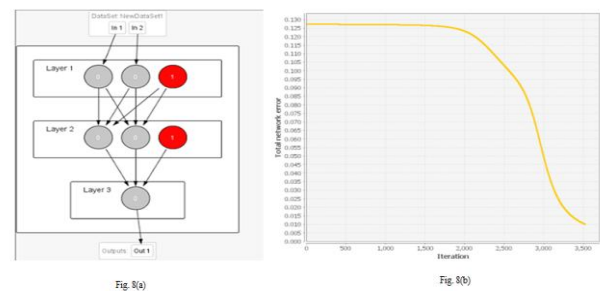 DataSet: NewDataSet1
In 1 In 2
Layer 1
0 0 1
Layer 2
0 0 1
Layer 3
0
Outputs: Out 1
Fig. 8(a)
0.130
0.125
0.120
0.115
0.110
0.105
0.100
0.095
0.090
0.085
0.080
0.075
0.070
0.065
0.060
0.055
0.050
0.045
0.040
0.035
0.030
0.025
0.020
0.015
0.010
0.005
0.000
Total network error
0 500 1,000 1,500 2,000 2,500 3,000 3,500
Iteration
Fig. 8(b)